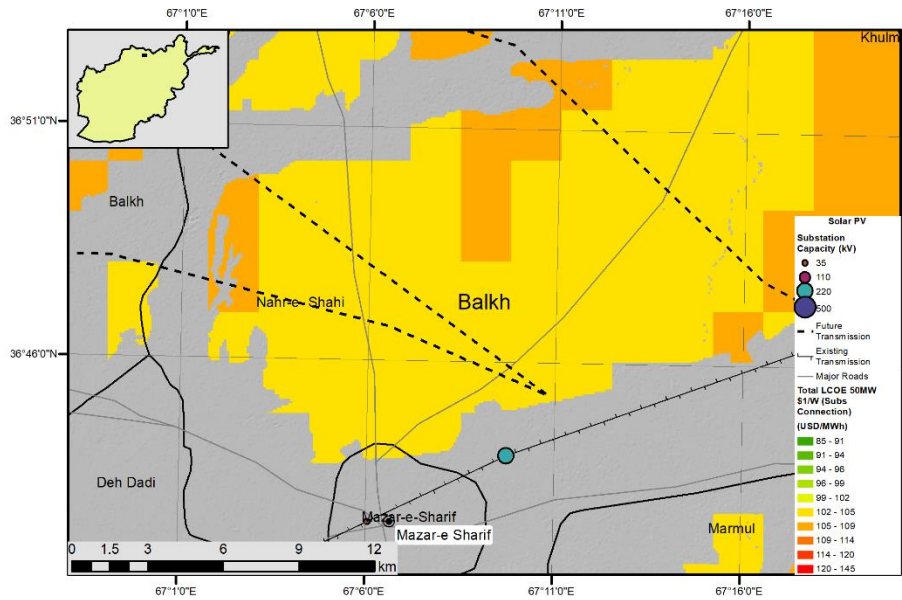 67°1'0"E 67°6'0"E 67°11'0"E 67°16'0"E
Khulm
36°51'0"N
Balkh
Nahr-e- Shahi
Balkh
36°46'0"N
Deh Dadi
Mazar-e-Sharif
Mazar-e Sharif
Marmul
Solar PV
Substation
Capacity (kV)
35
110
220
500
Future
Transmission
Existing
Transmission
Major Roads
Total LCOE 50MW
$1/W (Subs
Connection)
(USD/MWh)
85 - 91
91 - 94
94 - 96
96 - 99
99 - 102
102 - 105
105 - 109
109 - 114
114 - 120
120 - 145
0 1.5 3 6 9 12
km
67°1'0"E 67°6'0"E 67°11'0"E 67°16'0"E